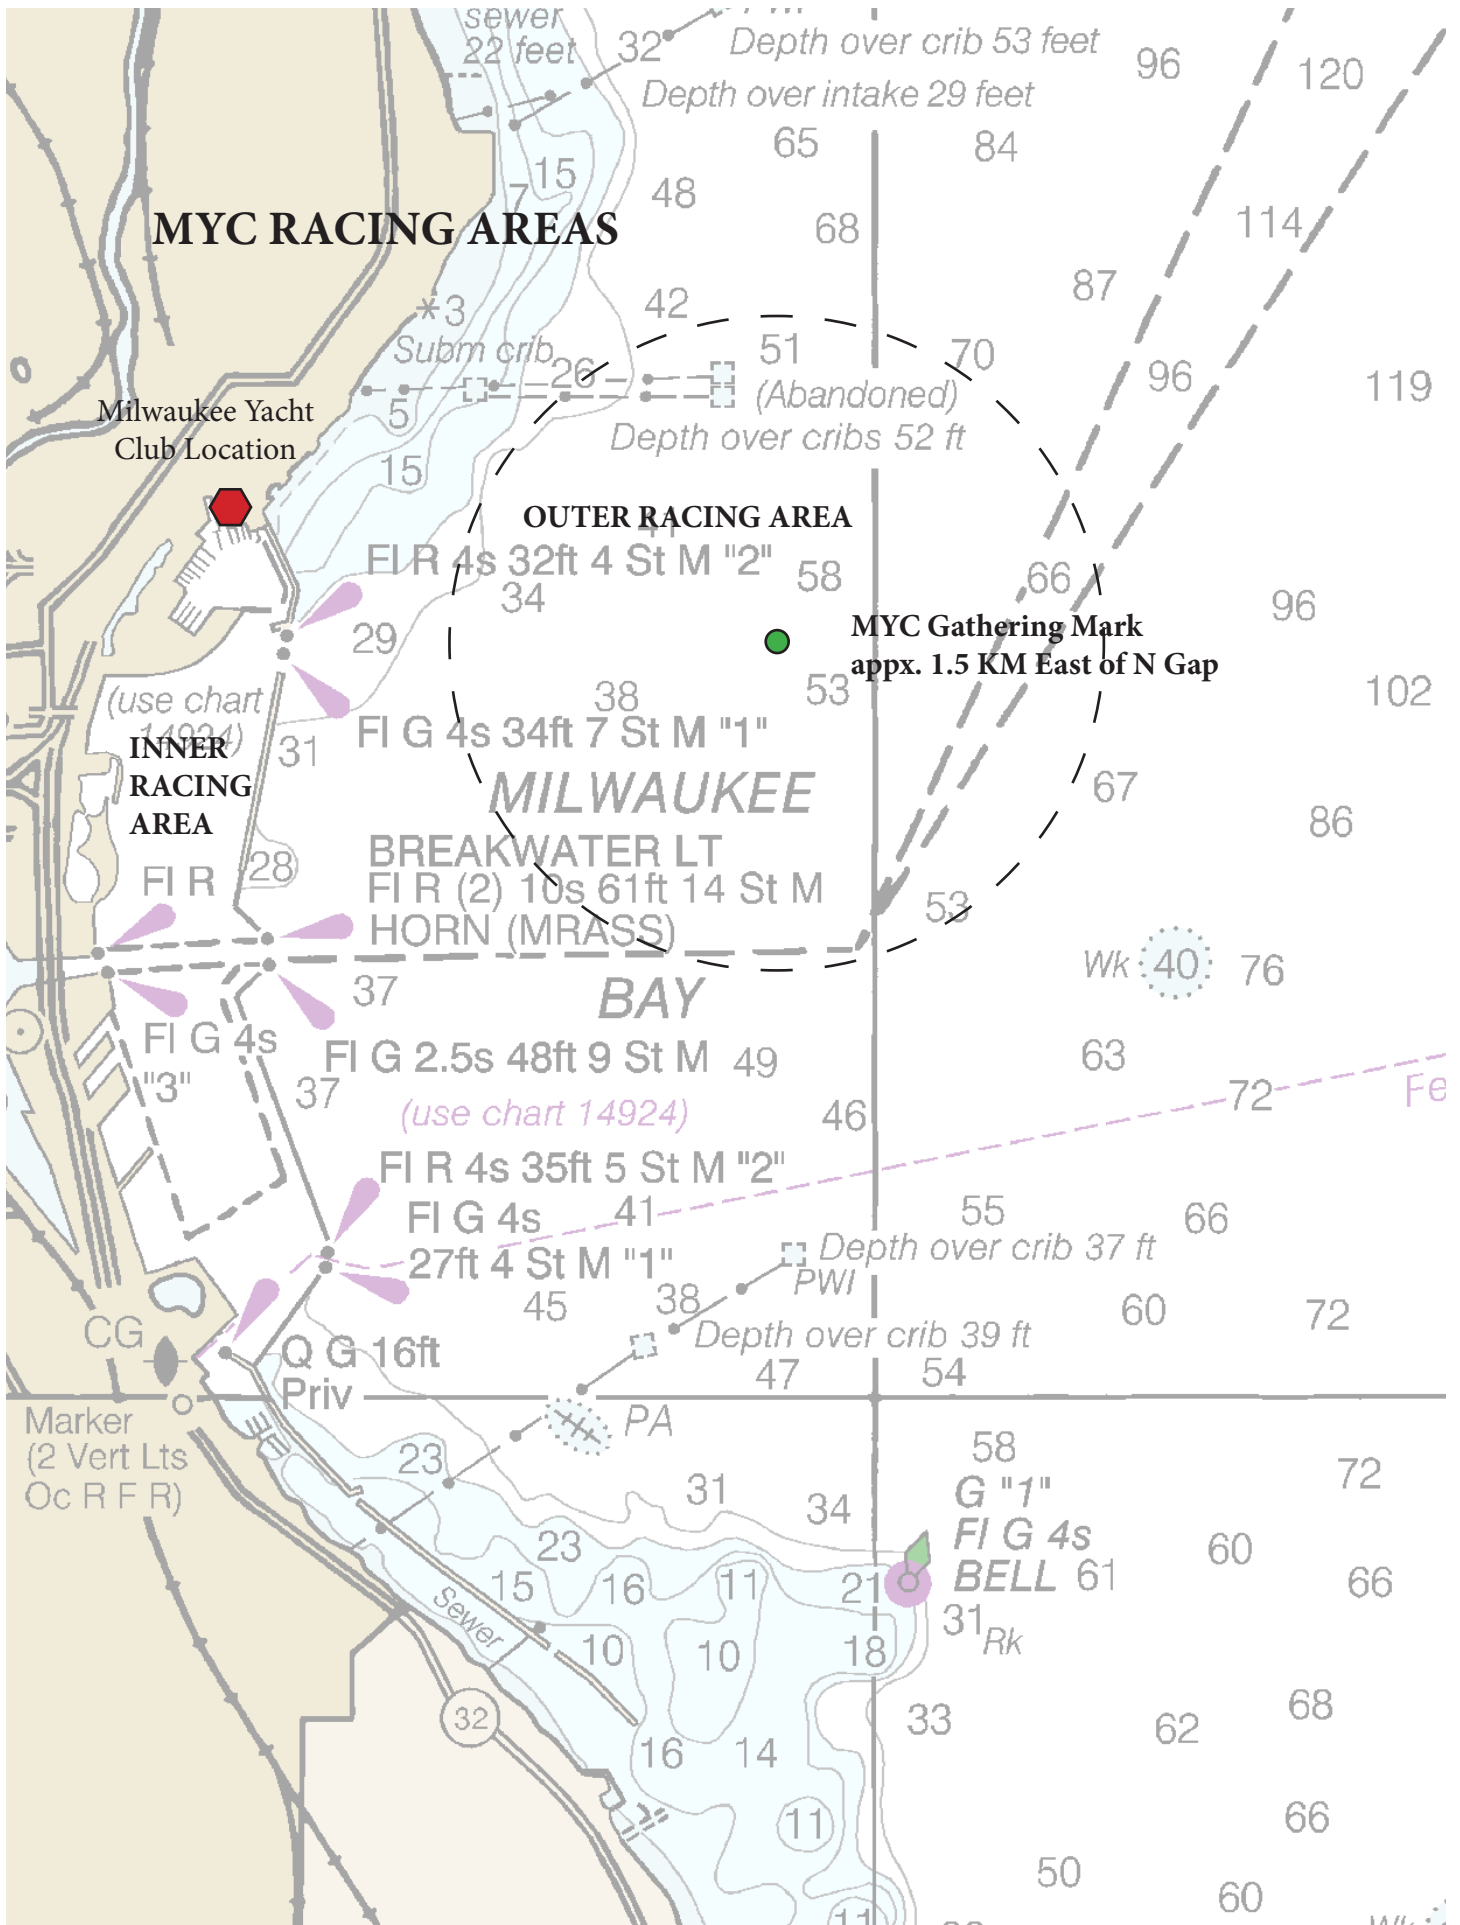 sewer
22 feet
32
Depth over crib 53 feet
96
120
Depth over intake 29 feet
65
84
15
7
48
MYC RACING AREAS
68
114
87
3
42
Subm crib
26
51
(Abandoned)
70
96
119
Milwaukee Yacht
Club Location
5
Depth over cribs 52 ft
15
OUTER RACING AREA
41
Fl R 4s 32ft 4 St M "2"
34
58
66
96
29
MYC Gathering Mark
appx. 1.5 KM East of N Gap
(use chart
14924)
38
53
102
INNER
RACING
AREA
31
Fl G 4s 34ft 7 St M "1"
MILWAUKEE
67
86
28
BREAKWATER LT
Fl R (2) 10s 61ft 14 St M
HORN (MRASS)
Fl R
53
Wk
40
76
37
BAY
Fl G 4s
"3"
Fl G 2.5s 48ft 9 St M
49
63
37
72
Fe
(use chart 14924)
46
Fl R 4s 35ft 5 St M "2"
Fl G 4s
27ft 4 St M "1"
41
55
66
Depth over crib 37 ft
PWI
45
38
60
72
CG
Depth over crib 39 ft
Q G 16ft
Priv
47
54
Marker
(2 Vert Lts
Oc R F R)
PA
23
58
72
31
34
G "1"
Fl G 4s
BELL
61
60
66
23
15
16
11
21
31
Rk
Sewer
10
10
18
32
33
62
68
16
14
11
66
50
60
11
Wk